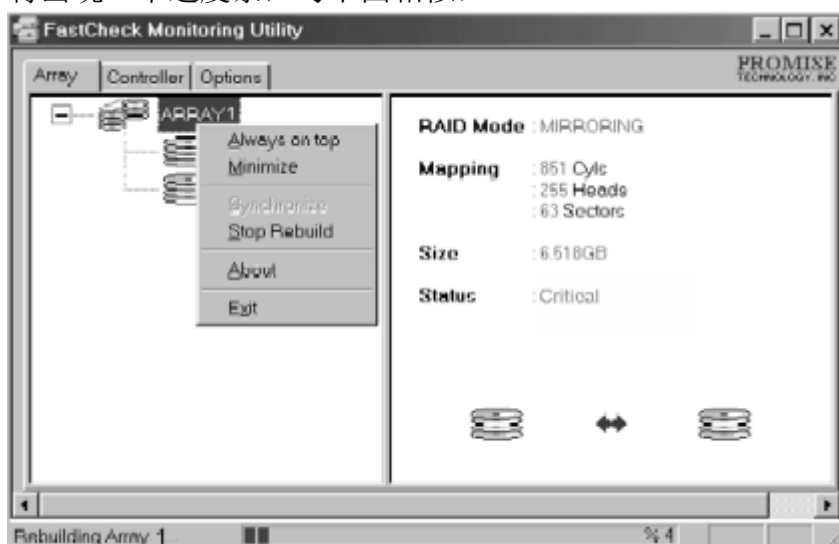 FastCheck Monitoring Utility
PROMISE
TECHNOLOGY, INC
Array
Controller
Options
ARRAY1
Always on top
Minimize
Synchronize
Stop Rebuild
About
Exit
RAID Mode : MIRRORING
Mapping : 851 Cyls
: 255 Heads
: 63 Sectors
Size : 6.518GB
Status : Critical
Rebuilding Array 1...
% 4